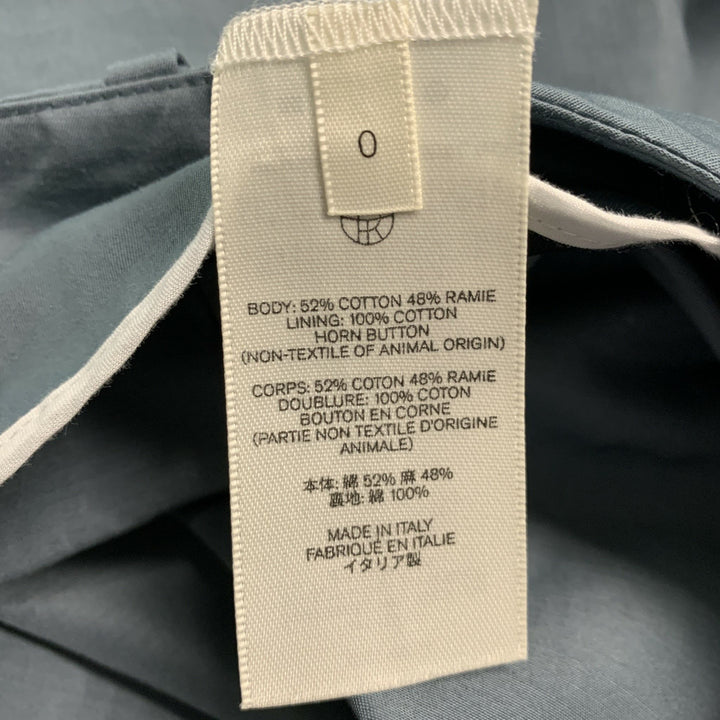 0
BODY: 52% COTTON 48% RAMIE
LINING: 100% COTTON
HORN BUTTON
(NON-TEXTILE OF ANIMAL ORIGIN)
CORPS: 52% COTON 48% RAMIE
DOUBLURE: 100% COTON
BOUTON EN CORNE
(PARTIE NON TEXTILE D'ORIGINE
ANIMALE)
本体: 綿 52% 麻 48%
裏地: 綿 100%
MADE IN ITALY
FABRIQUÉ EN ITALIE
イタリア製